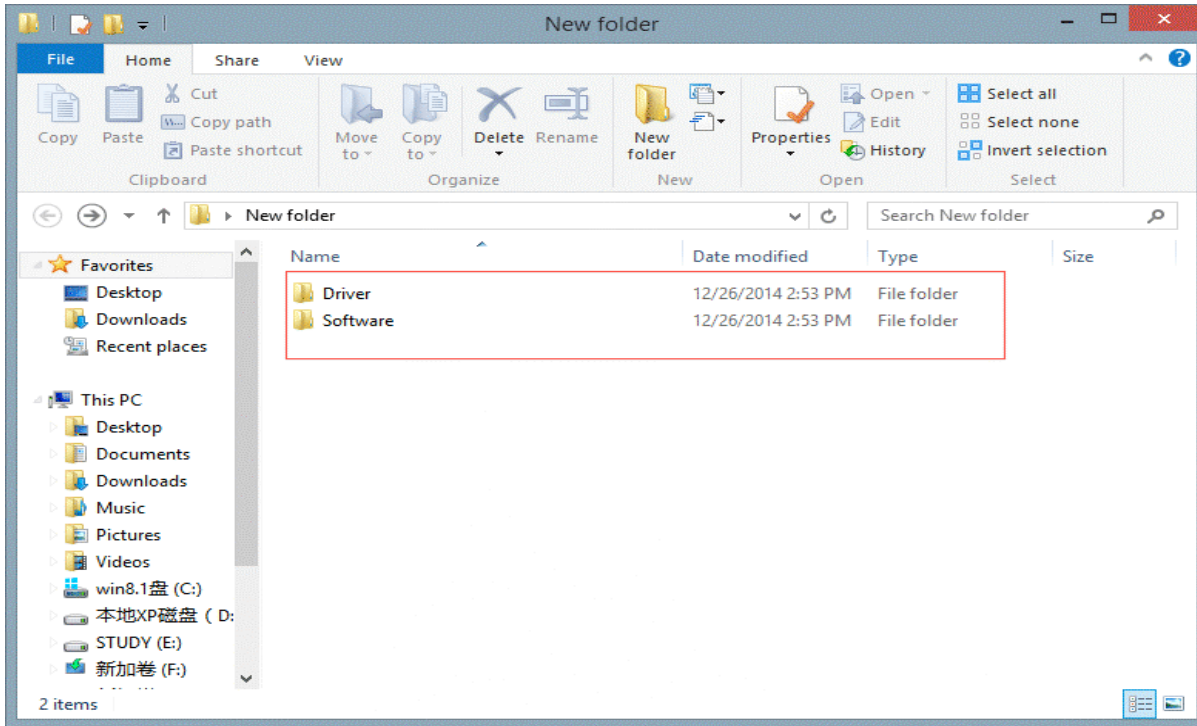 New folder
File Home Share View
Cut
Copy path
Paste shortcut
Copy Paste
Clipboard
Move to
Copy to
Delete Rename
Organize
New folder
New
Properties
Open
Edit
History
Open
Select all
Select none
Invert selection
Select
New folder
Search New folder
Name Date modified Type Size
Driver 12/26/2014 2:53 PM File folder
Software 12/26/2014 2:53 PM File folder
Favorites
Desktop
Downloads
Recent places
This PC
Desktop
Documents
Downloads
Music
Pictures
Videos
win8.1盘 (C:)
本地XP磁盘 ( D:
STUDY (E:)
新加卷 (F:)
2 items